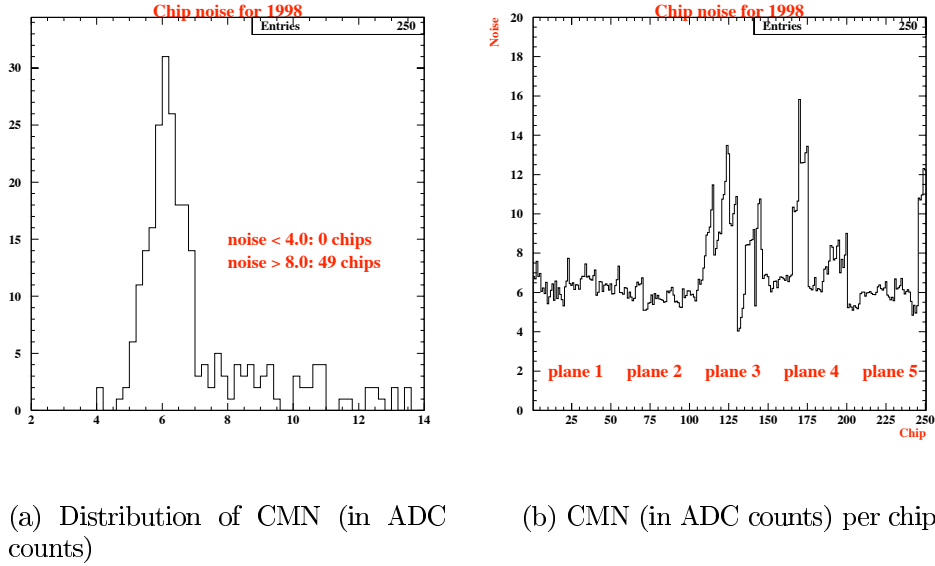 Chip noise for 1998
Entries 250
30
25
20
15
10
5
0
noise < 4.0: 0 chips
noise > 8.0: 49 chips
2 4 6 8 10 12 14
Chip noise for 1998
Entries 250
Noise
20
18
16
14
12
10
8
6
4
2
0
plane 1 plane 2 plane 3 plane 4 plane 5
25 50 75 100 125 150 175 200 225 250
Chip
(a) Distribution of CMN (in ADC
counts)
(b) CMN (in ADC counts) per chip